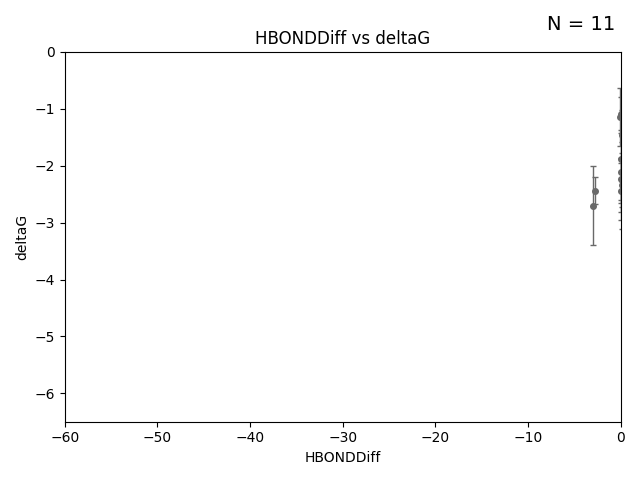 N = 11
HBONDDiff vs deltaG
0
−1
−2
−3
−4
−5
−6
deltaG
−60 −50 −40 −30 −20 −10 0
HBONDDiff